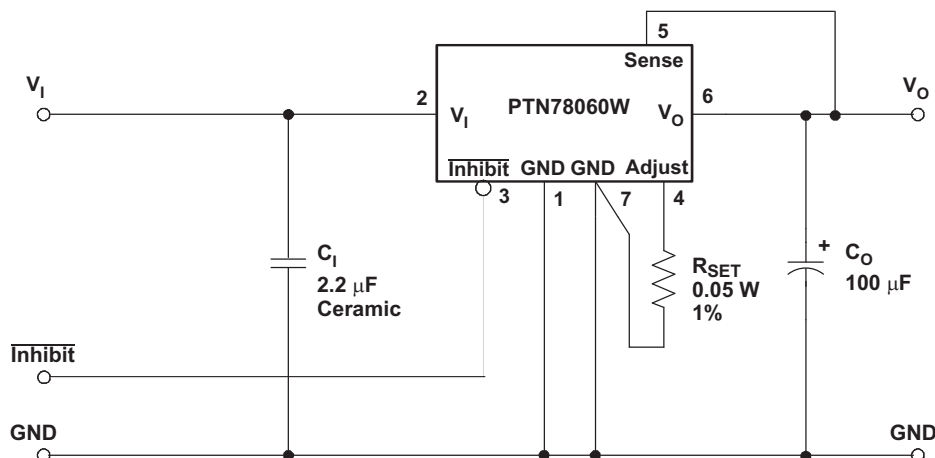 5
Sense
V_I
V_O
2
PTN78060W
6
V_I
V_O
Inhibit
GND
GND
Adjust
3
1
7
4
C_I
2.2 μF
Ceramic
R_SET
0.05 W
1%
+
C_O
100 μF
Inhibit
GND
GND